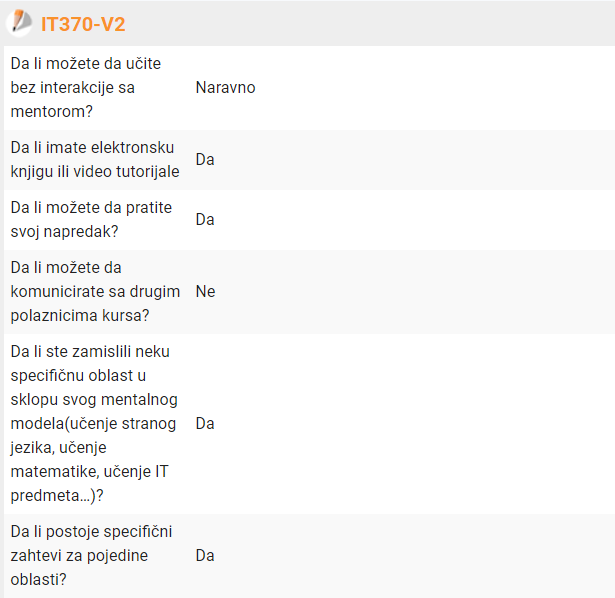 IT370-V2
Da li možete da učite
bez interakcije sa
mentorom?
Naravno
Da li imate elektronsku
knjigu ili video tutorijale
Da
Da li možete da pratite
svoj napredak?
Da
Da li možete da
komunicirate sa drugim
polaznicima kursa?
Ne
Da li ste zamislili neku
specifičnu oblast u
sklopu svog mentalnog
modela(učenje stranog
jezika, učenje
matematike, učenje IT
predmeta...)?
Da
Da li postoje specifični
zahtevi za pojedine
oblasti?
Da